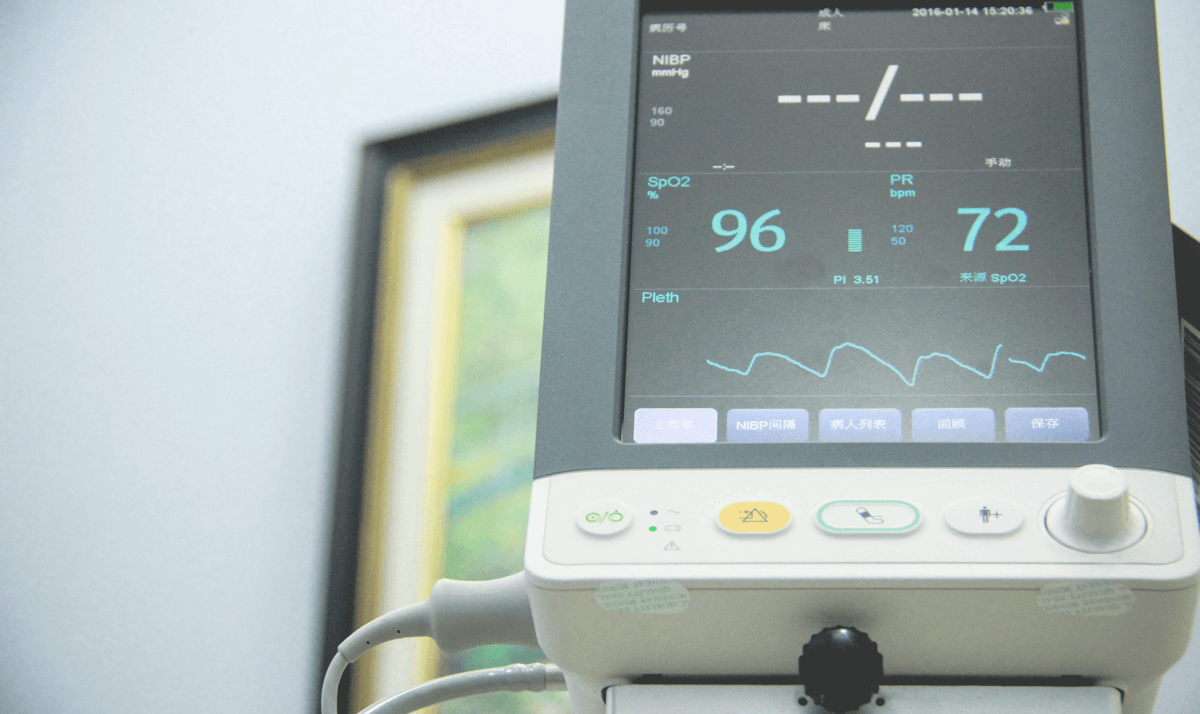 病历号
成人
床
2016-01-14 15:20:36
NIBP
mmHg
160
90
---/---
---
--:--
手动
SpO2
%
100
90
96
PR
bpm
120
50
72
PI 3.51
来源 SpO2
Pleth
NIBP间隔
病人列表
回顾
保存